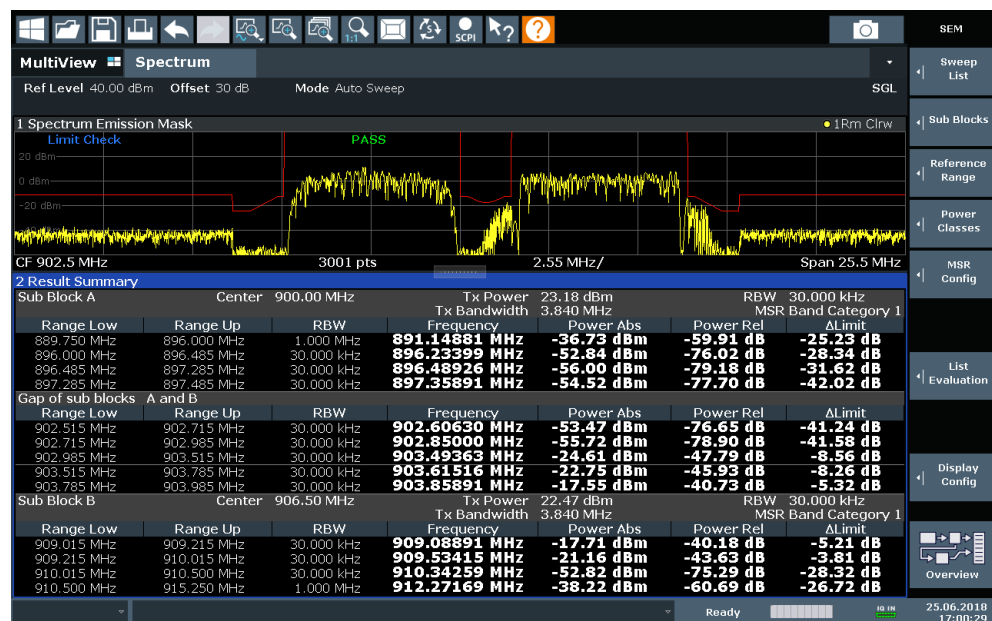 SCPI
1:1
SEM
MultiView Spectrum
Ref Level 40.00 dBm Offset 30 dB Mode Auto Sweep SGL
1 Spectrum Emission Mask 1Rm Clrw
Limit Check PASS
20 dBm
0 dBm
-20 dBm
CF 902.5 MHz 3001 pts 2.55 MHz/ Span 25.5 MHz
2 Result Summary
Sub Block A Center 900.00 MHz Tx Power 23.18 dBm RBW 30.000 kHz
Tx Bandwidth 3.840 MHz MSR Band Category 1
Range Low Range Up RBW Frequency Power Abs Power Rel ΔLimit
889.750 MHz 896.000 MHz 1.000 MHz 891.14881 MHz -36.73 dBm -59.91 dB -25.23 dB
896.000 MHz 896.485 MHz 30.000 kHz 896.23399 MHz -52.84 dBm -76.02 dB -28.34 dB
896.485 MHz 897.285 MHz 30.000 kHz 896.48926 MHz -56.00 dBm -79.18 dB -31.62 dB
897.285 MHz 897.485 MHz 30.000 kHz 897.35891 MHz -54.52 dBm -77.70 dB -42.02 dB
Gap of sub blocks A and B
Range Low Range Up RBW Frequency Power Abs Power Rel ΔLimit
902.515 MHz 902.715 MHz 30.000 kHz 902.60630 MHz -53.47 dBm -76.65 dB -41.24 dB
902.715 MHz 902.985 MHz 30.000 kHz 902.85000 MHz -55.72 dBm -78.90 dB -41.58 dB
902.985 MHz 903.515 MHz 30.000 kHz 903.49363 MHz -24.61 dBm -47.79 dB -8.56 dB
903.515 MHz 903.785 MHz 30.000 kHz 903.61516 MHz -22.75 dBm -45.93 dB -8.26 dB
903.785 MHz 903.985 MHz 30.000 kHz 903.85891 MHz -17.55 dBm -40.73 dB -5.32 dB
Sub Block B Center 906.50 MHz Tx Power 22.47 dBm RBW 30.000 kHz
Tx Bandwidth 3.840 MHz MSR Band Category 1
Range Low Range Up RBW Frequency Power Abs Power Rel ΔLimit
909.015 MHz 909.215 MHz 30.000 kHz 909.08891 MHz -17.71 dBm -40.18 dB -5.21 dB
909.215 MHz 910.015 MHz 30.000 kHz 909.53415 MHz -21.16 dBm -43.63 dB -3.81 dB
910.015 MHz 910.500 MHz 30.000 kHz 910.34259 MHz -52.82 dBm -75.29 dB -28.32 dB
910.500 MHz 915.250 MHz 1.000 MHz 912.27169 MHz -38.22 dBm -60.69 dB -26.72 dB
Sweep
List
Sub Blocks
Reference
Range
Power
Classes
MSR
Config
List
Evaluation
Display
Config
Overview
Ready IQ IN
25.06.2018
17:00:29